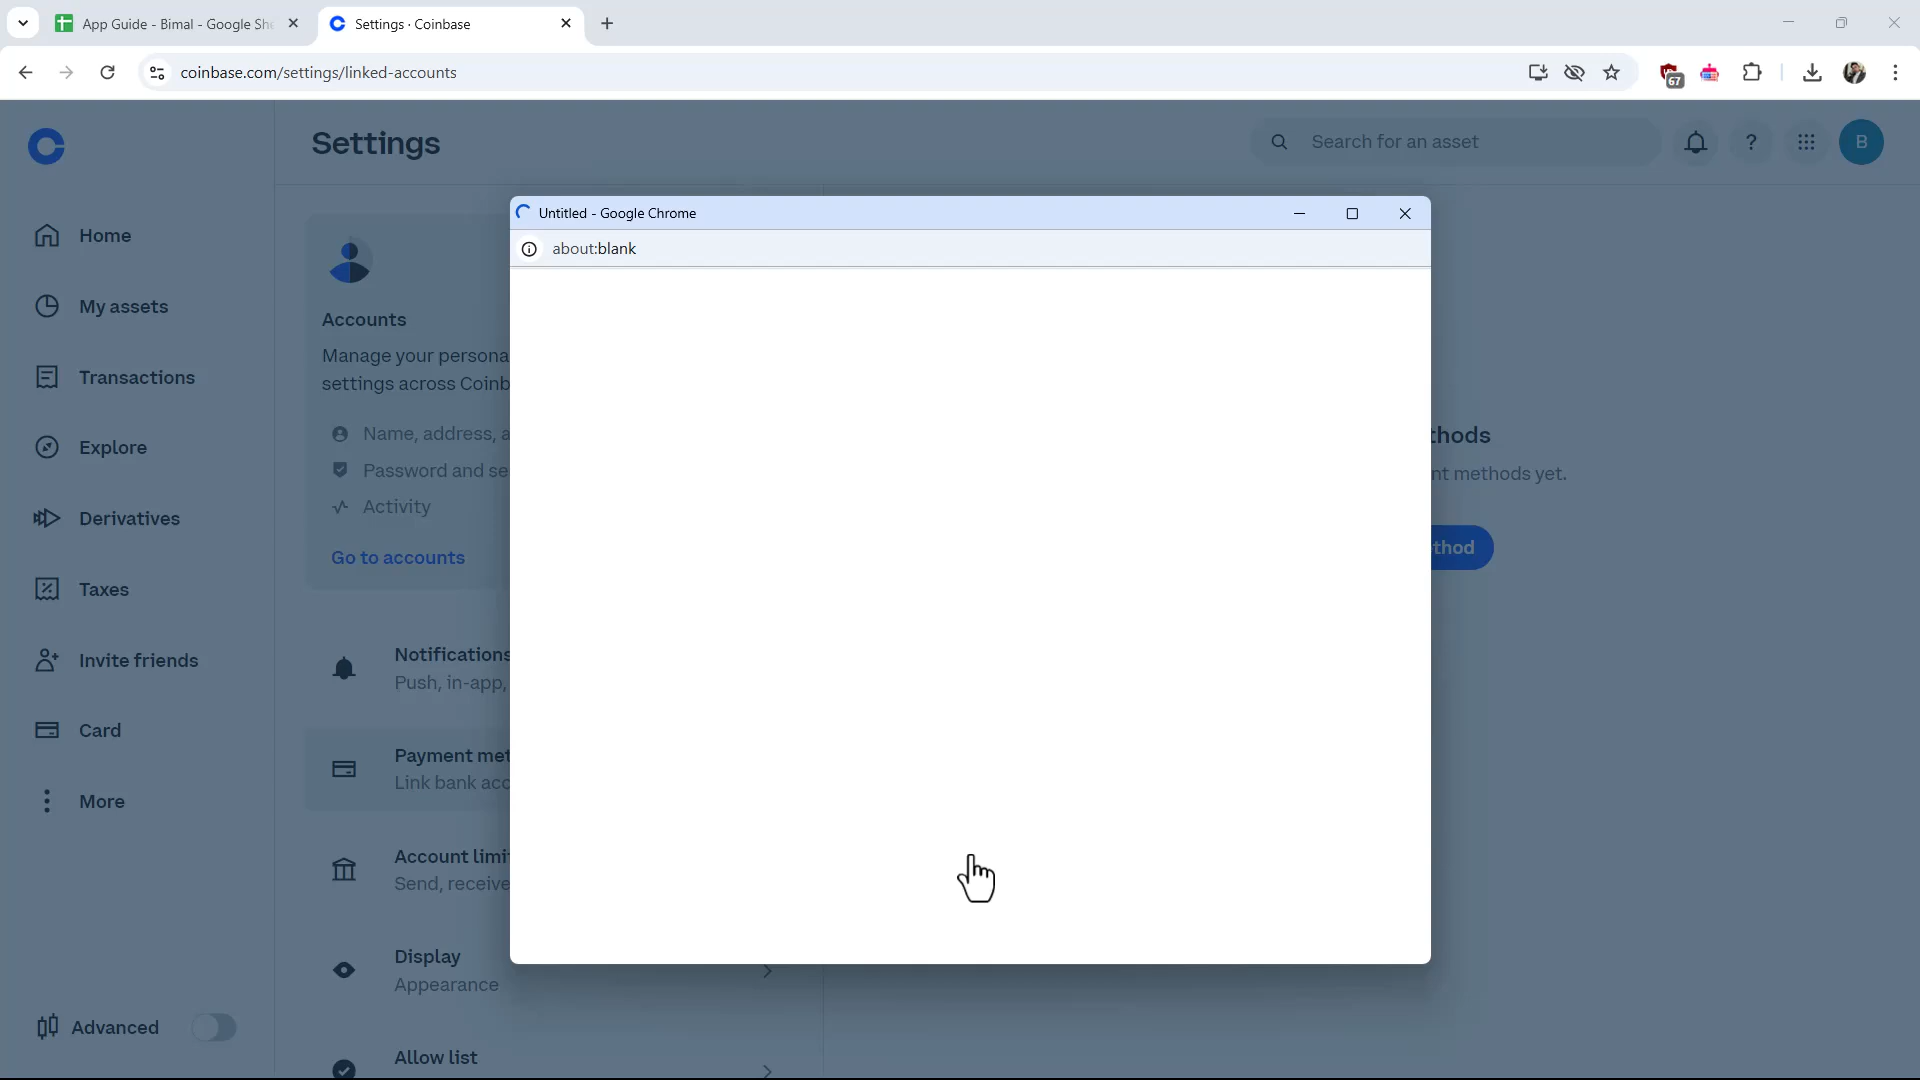 App Guide - Bimal - Google She
Settings · Coinbase
coinbase.com/settings/linked-accounts
67
Settings
Search for an asset
?
B
Untitled - Google Chrome
about:blank
Home
My assets
Transactions
Explore
Derivatives
Taxes
Invite friends
Card
More
Advanced
Accounts
Manage your persona
settings across Coinb
Name, address, a
Password and se
Activity
Go to accounts
Notifications
Push, in-app,
Payment met
Link bank acc
Account limi
Send, receive
Display
Appearance
Allow list
thods
nt methods yet.
thod